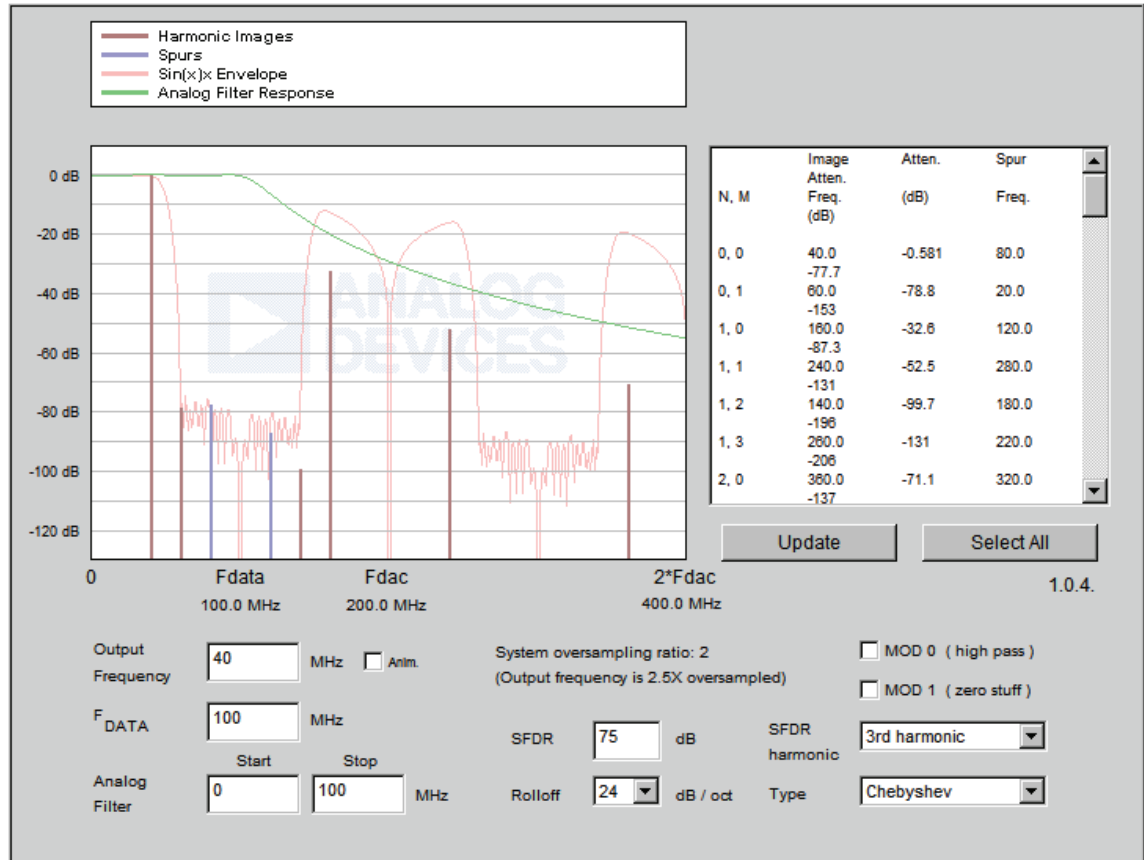 Harmonic Images
Spurs
Sin(x)x Envelope
Analog Filter Response
0 dB
-20 dB
-40 dB
-60 dB
-80 dB
-100 dB
-120 dB
ANALOG
DEVICES
0 Fdata Fdac 2*Fdac
100.0 MHz 200.0 MHz 400.0 MHz
Image Atten. Spur
Atten.
N, M Freq. (dB) Freq.
(dB)
0, 0 40.0 -0.581 80.0
-77.7
0, 1 60.0 -78.8 20.0
-153
1, 0 160.0 -32.6 120.0
-87.3
1, 1 240.0 -52.5 280.0
-131
1, 2 140.0 -99.7 180.0
-196
1, 3 260.0 -131 220.0
-206
2, 0 360.0 -71.1 320.0
-137
Update Select All
1.0.4.
Output
Frequency
40 MHz Anim.
F DATA 100 MHz
Start Stop
Analog
Filter
0 100 MHz
System oversampling ratio: 2
(Output frequency is 2.5X oversampled)
SFDR 75 dB
Rolloff 24 dB / oct
MOD 0 ( high pass )
MOD 1 ( zero stuff )
SFDR
harmonic
3rd harmonic
Type Chebyshev